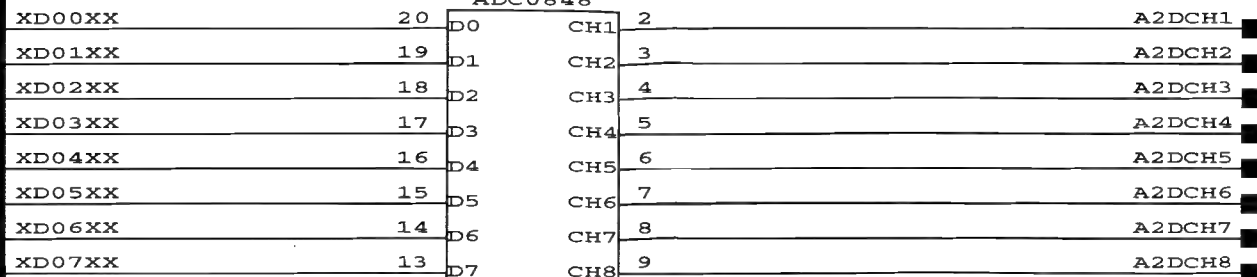 ADC0848
XD00XX 20 D0 CH1 2 A2DCH1
XD01XX 19 D1 CH2 3 A2DCH2
XD02XX 18 D2 CH3 4 A2DCH3
XD03XX 17 D3 CH4 5 A2DCH4
XD04XX 16 D4 CH5 6 A2DCH5
XD05XX 15 D5 CH6 7 A2DCH6
XD06XX 14 D6 CH7 8 A2DCH7
XD07XX 13 D7 CH8 9 A2DCH8